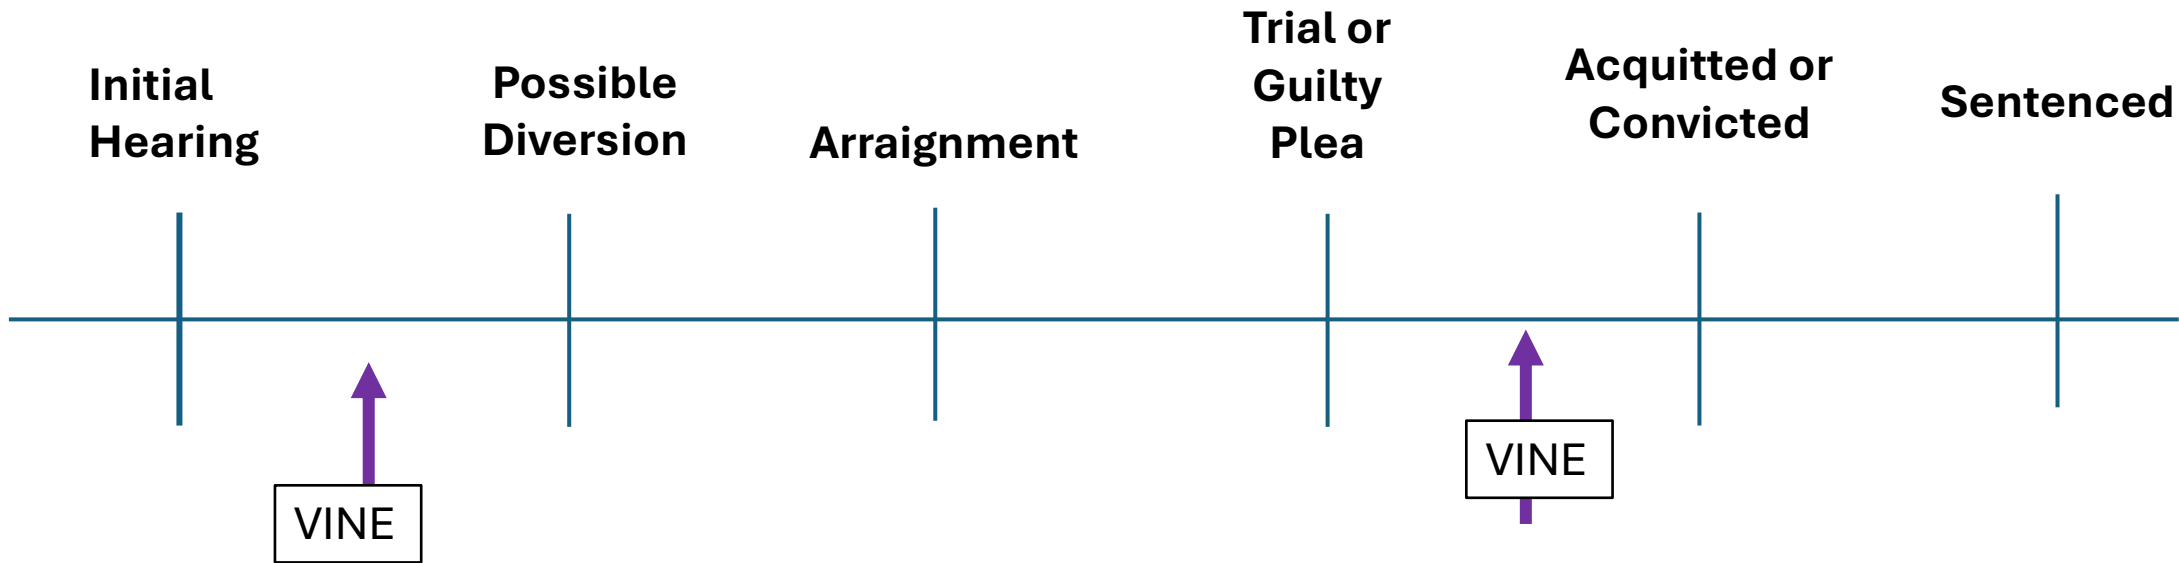 Initial
Hearing
Possible
Diversion
Arraignment
Trial or
Guilty
Plea
Acquitted or
Convicted
Sentenced
VINE
VINE